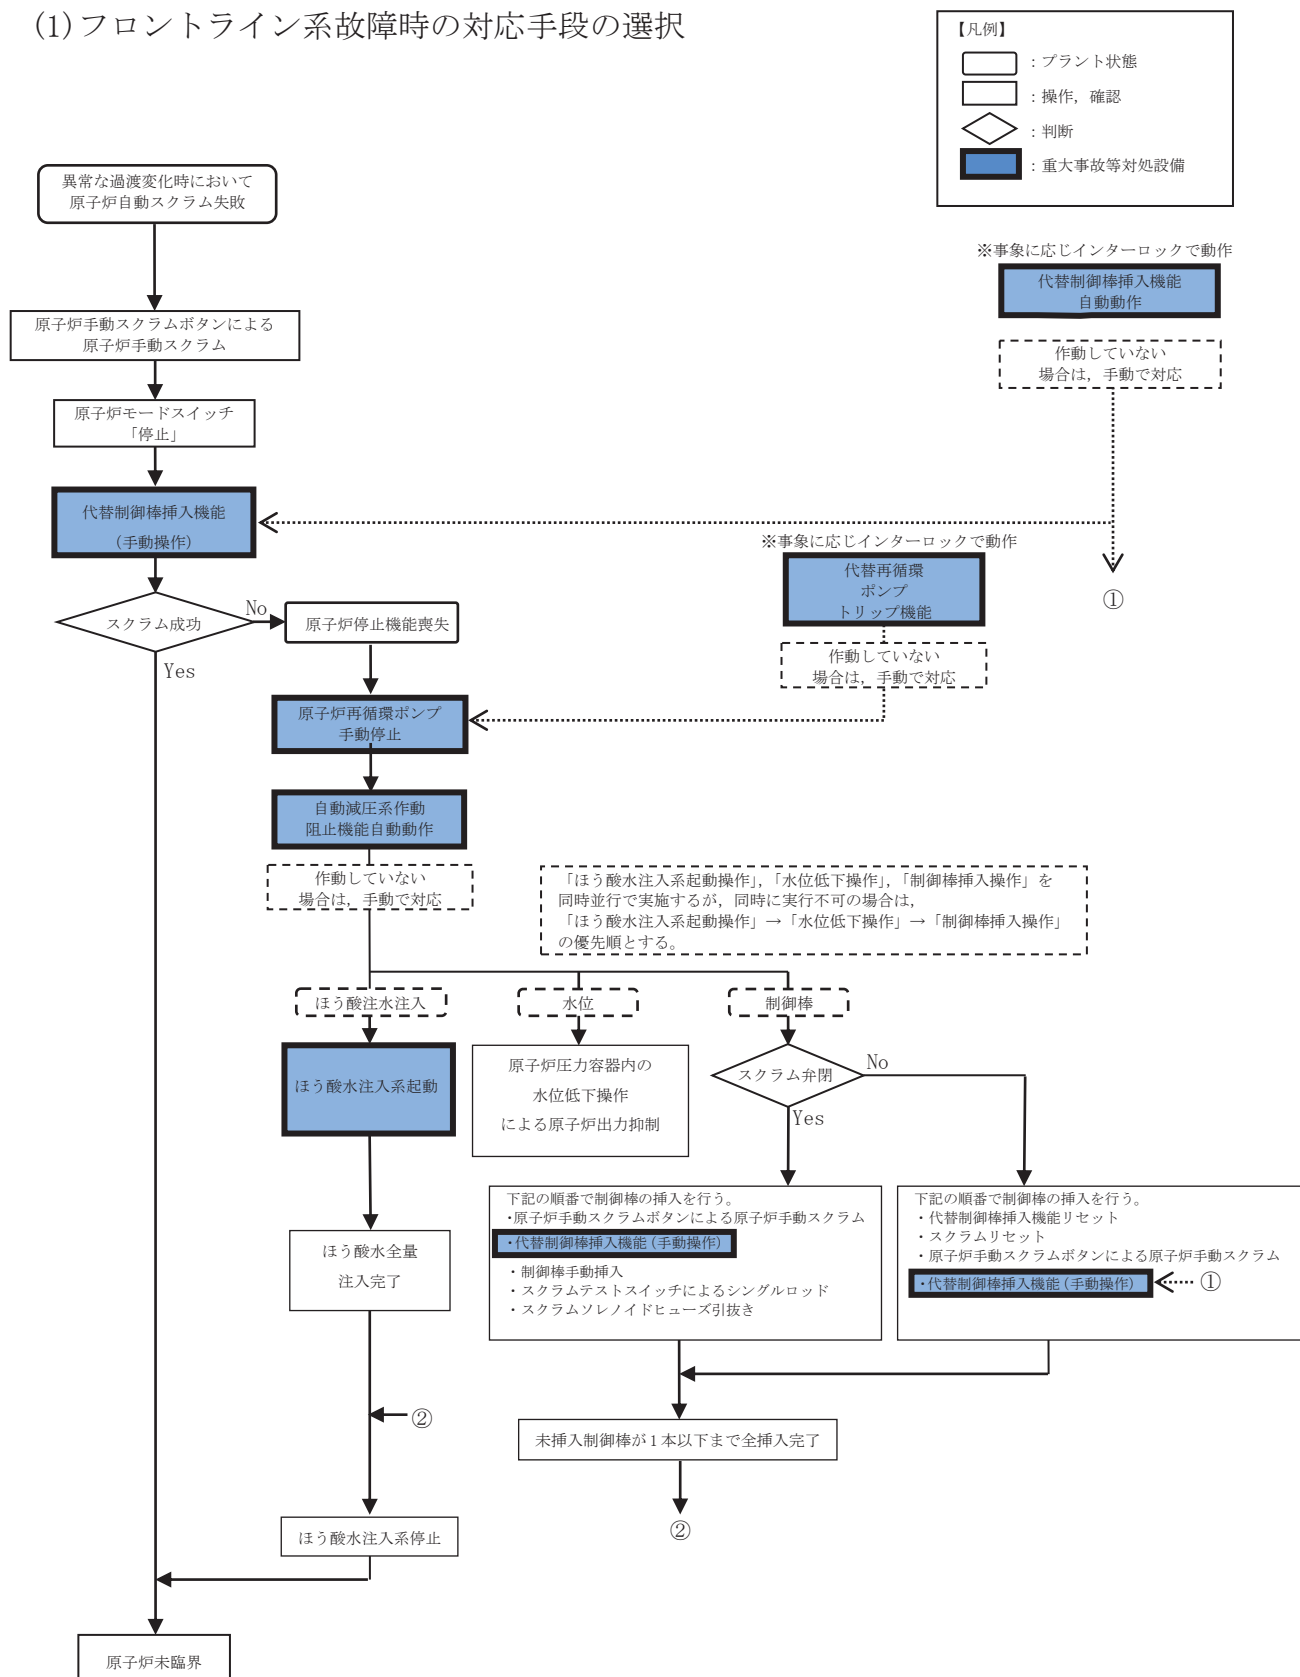 (1)フロントライン系故障時の対応手段の選択
【凡例】
：プラント状態
：操作，確認
：判断
：重大事故等対処設備
異常な過渡変化時において
原子炉自動スクラム失敗
※事象に応じインターロックで動作
代替制御棒挿入機能
自動動作
作動していない
場合は，手動で対応
原子炉手動スクラムボタンによる
原子炉手動スクラム
原子炉モードスイッチ
「停止」
代替制御棒挿入機能
（手動操作）
※事象に応じインターロックで動作
代替再循環
ポンプ
トリップ機能
①
作動していない
場合は，手動で対応
スクラム成功
No
Yes
原子炉停止機能喪失
原子炉再循環ポンプ
手動停止
自動減圧系作動
阻止機能自動動作
作動していない
場合は，手動で対応
「ほう酸水注入系起動操作」，「水位低下操作」，「制御棒挿入操作」を
同時並行で実施するが，同時に実行不可の場合は，
「ほう酸水注入系起動操作」→「水位低下操作」→「制御棒挿入操作」
の優先順とする。
ほう酸注水注入
水位
制御棒
ほう酸水注入系起動
原子炉圧力容器内の
水位低下操作
による原子炉出力抑制
スクラム弁閉
No
Yes
下記の順番で制御棒の挿入を行う。
・原子炉手動スクラムボタンによる原子炉手動スクラム
・代替制御棒挿入機能（手動操作）
・制御棒手動挿入
・スクラムテストスイッチによるシングルロッド
・スクラムソレノイドヒューズ引抜き
下記の順番で制御棒の挿入を行う。
・代替制御棒挿入機能リセット
・スクラムリセット
・原子炉手動スクラムボタンによる原子炉手動スクラム
・代替制御棒挿入機能（手動操作）
①
ほう酸水全量
注入完了
②
未挿入制御棒が１本以下まで全挿入完了
②
ほう酸水注入系停止
原子炉未臨界